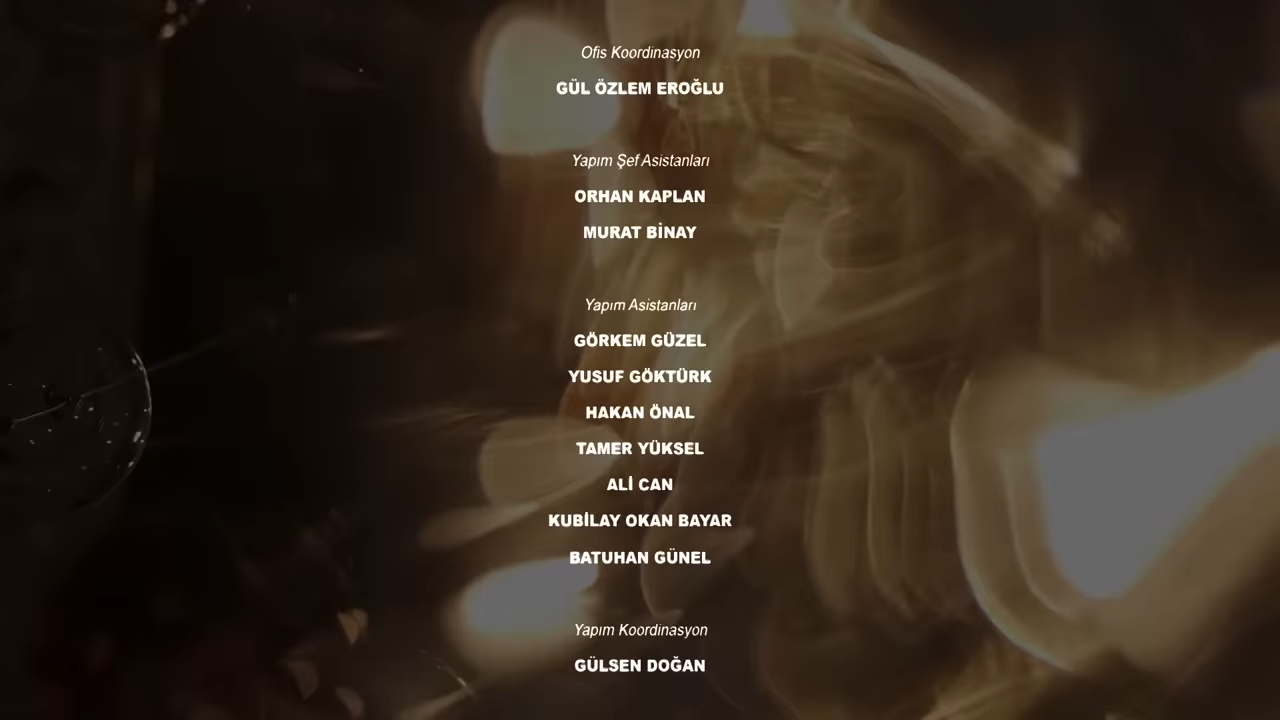 Ofis Koordinasyon
GÜL ÖZLEM EROĞLU
Yapım Şef Asistanları
ORHAN KAPLAN
MURAT BİNAY
Yapım Asistanları
GÖRKEM GÜZEL
YUSUF GÖKTÜRK
HAKAN ÖNAL
TAMER YÜKSEL
ALİ CAN
KUBİLAY OKAN BAYAR
BATUHAN GÜNEL
Yapım Koordinasyon
GÜLSEN DOĞAN